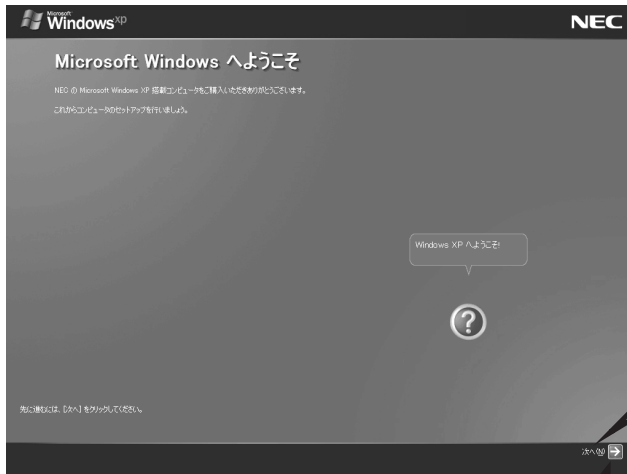 Microsoft
Windows xp
NEC
Microsoft Windows へようこそ
NEC の Microsoft Windows XP 搭載コンピュータをご購入いただきありがとうございます。
これからコンピュータのセットアップを行いましょう。
Windows XP へようこそ!
先に進むには、[次へ] をクリックしてください。
次へ(N)